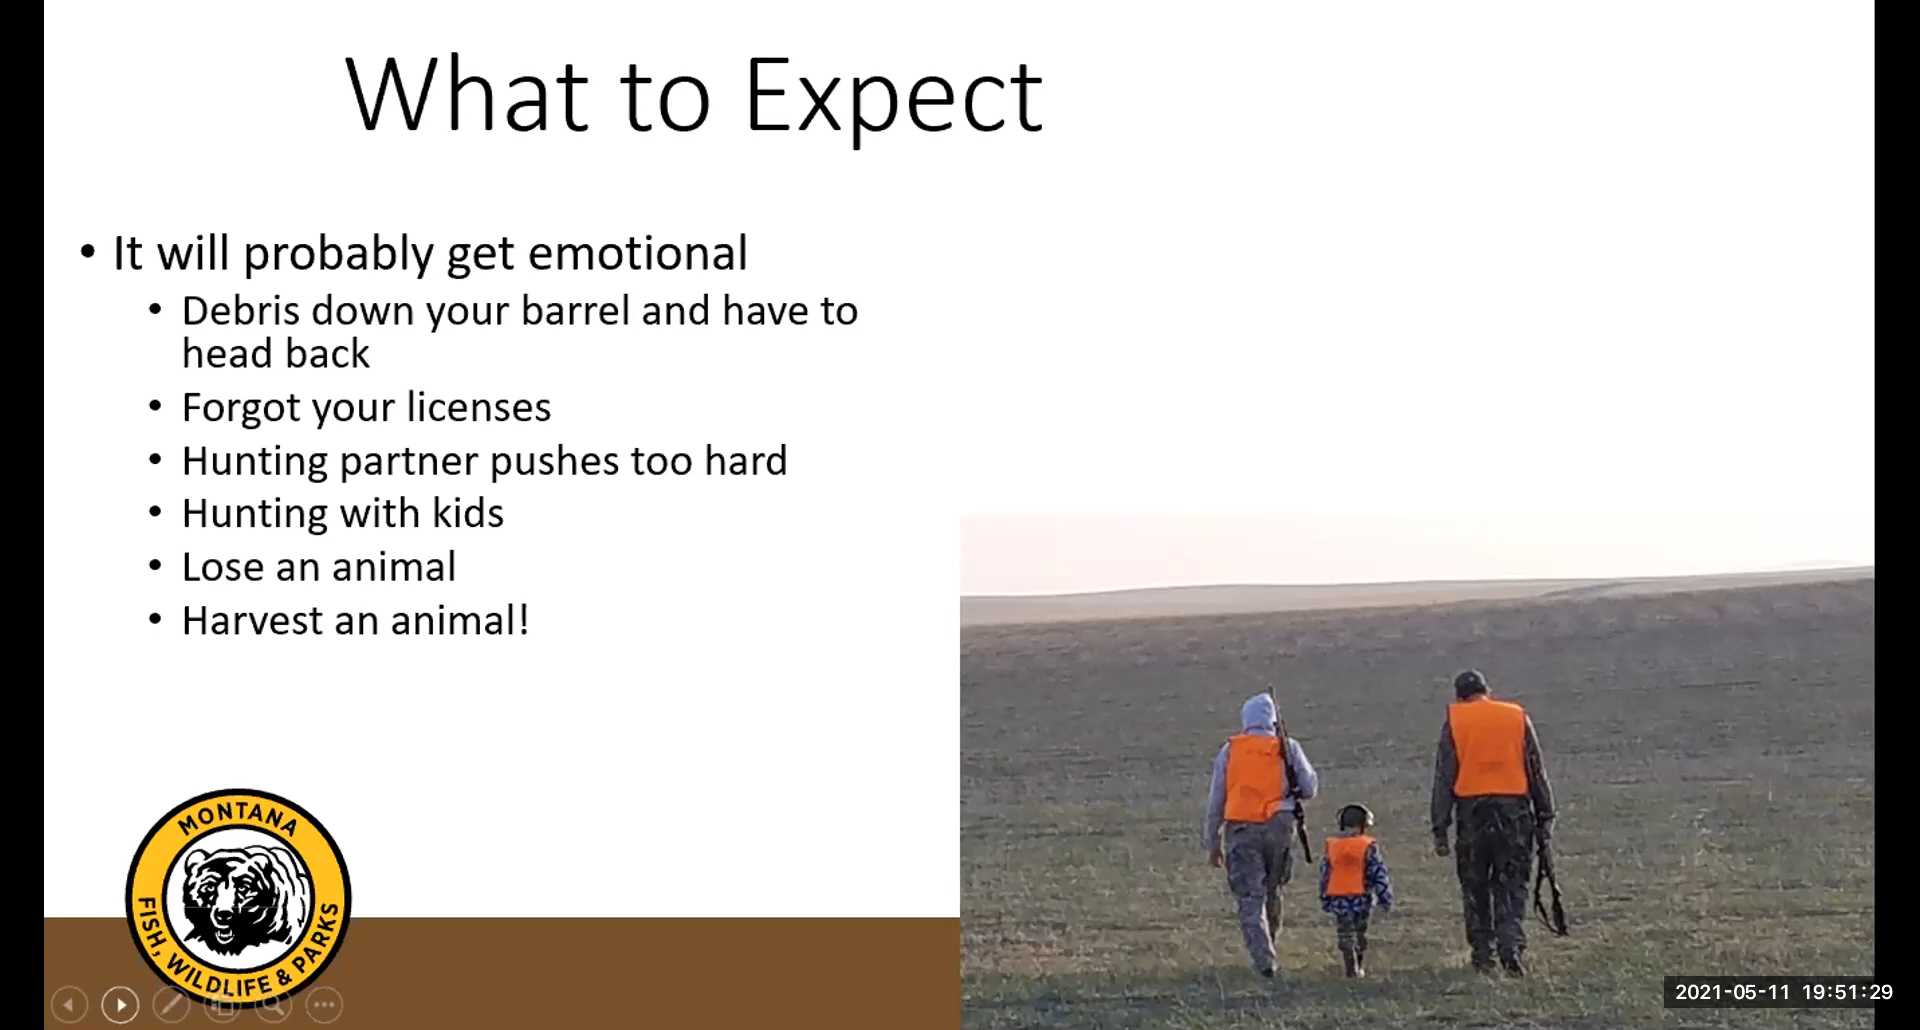 What to Expect
• It will probably get emotional
• Debris down your barrel and have to
head back
• Forgot your licenses
• Hunting partner pushes too hard
• Hunting with kids
• Lose an animal
• Harvest an animal!
MONTANA
FISH, WILDLIFE & PARKS
2021-05-11 19:51:29